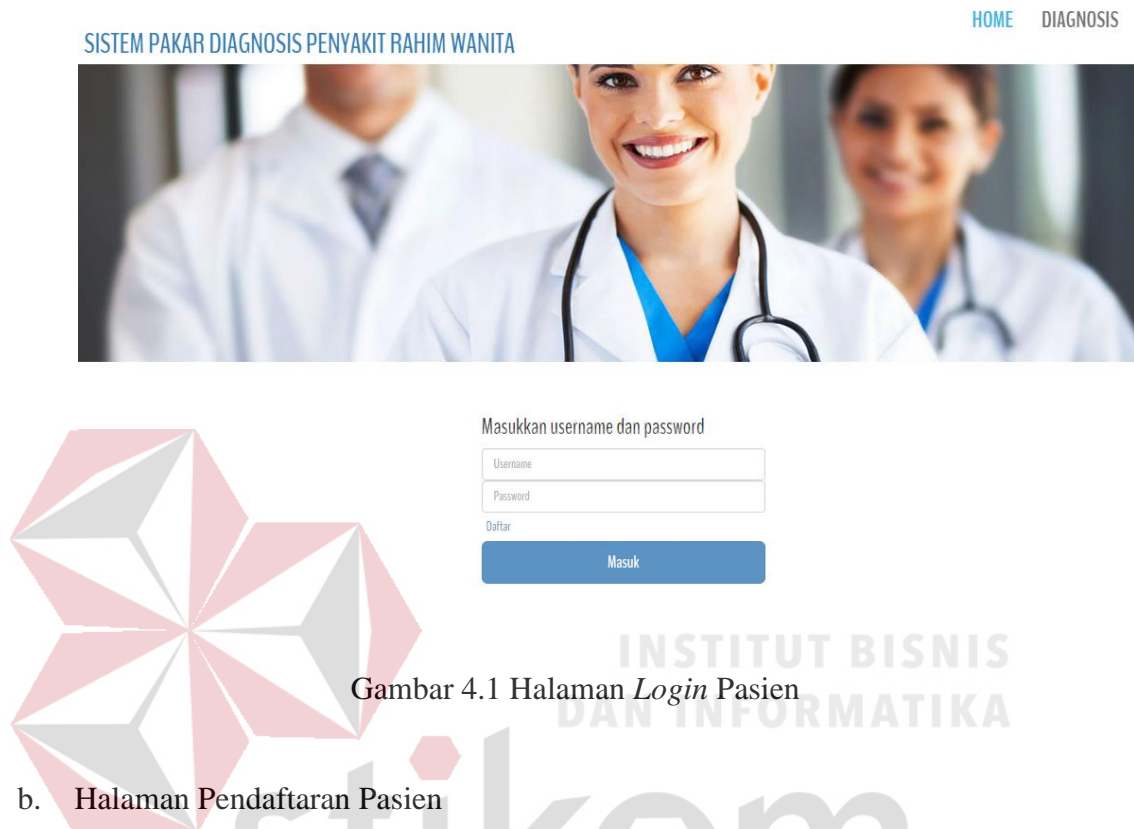 HOME DIAGNOSIS
SISTEM PAKAR DIAGNOSIS PENYAKIT RAHIM WANITA
Masukkan username dan password
Username
Password
Daftar
Masuk
INSTITUT BISNIS
Gambar 4.1 Halaman Login Pasien
DAN INFORMATIKA
b. Halaman Pendaftaran Pasien
stikom